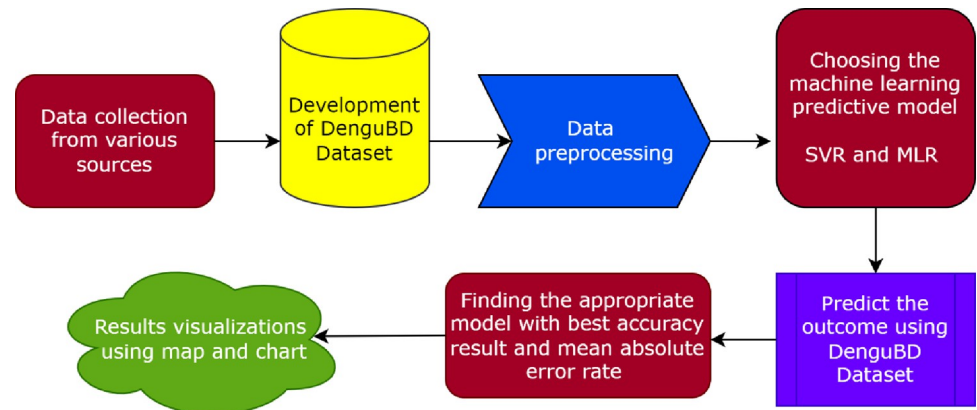 Data collection
from various
sources
Development
of DenguBD
Dataset
Data
preprocessing
Choosing the
machine learning
predictive model
SVR and MLR
Predict the
outcome using
DenguBD
Dataset
Finding the appropriate
model with best accuracy
result and mean absolute
error rate
Results visualizations
using map and chart